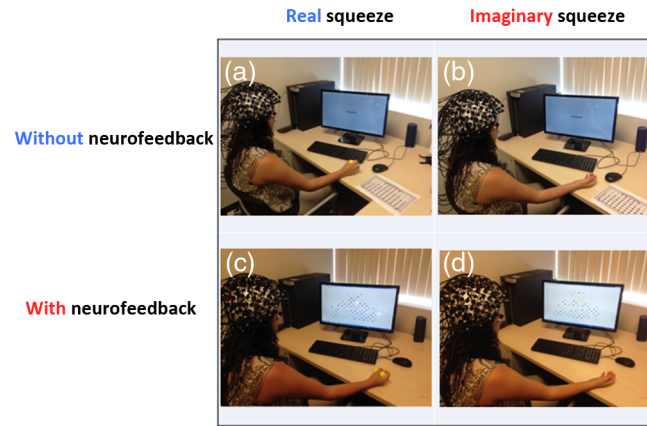 Real squeeze
Imaginary squeeze
(a)
(b)
Without neurofeedback
(c)
(d)
With neurofeedback